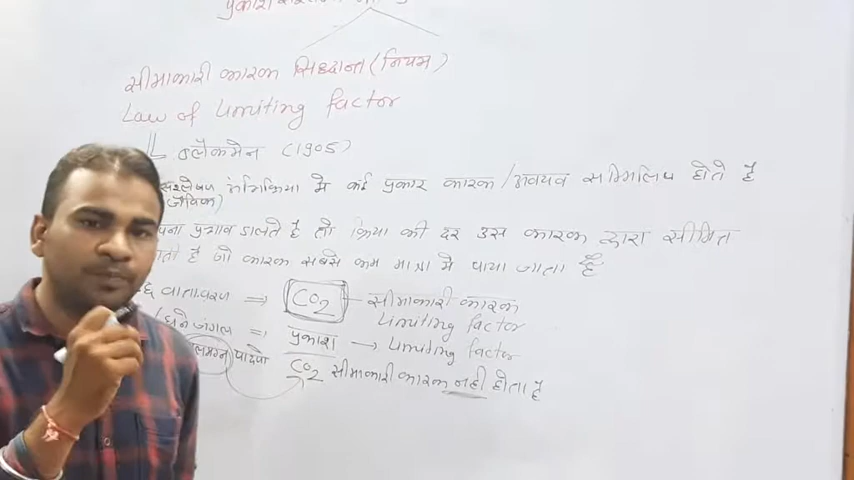 प्रकाश
सीमाकारी कारक सिद्धान्त (नियम)
Law of Limiting factor
ब्लैकमैन (1905)
संश्लेषण अभिक्रिया मे कई प्रकार कारक / अवयव सम्मिलित होते है
(जैविक)
प्रभाव डालते है तो क्रिया की दर उस कारक द्वारा सीमित
है जो कारक सबसे कम मात्रा मे पाया जाता है
वातावरण ⇒ CO2 — सीमाकारी कारक
Limiting factor
घने जंगल ⇒ प्रकाश → Limiting factor
पादपो CO2 सीमाकारी कारक नही होता है